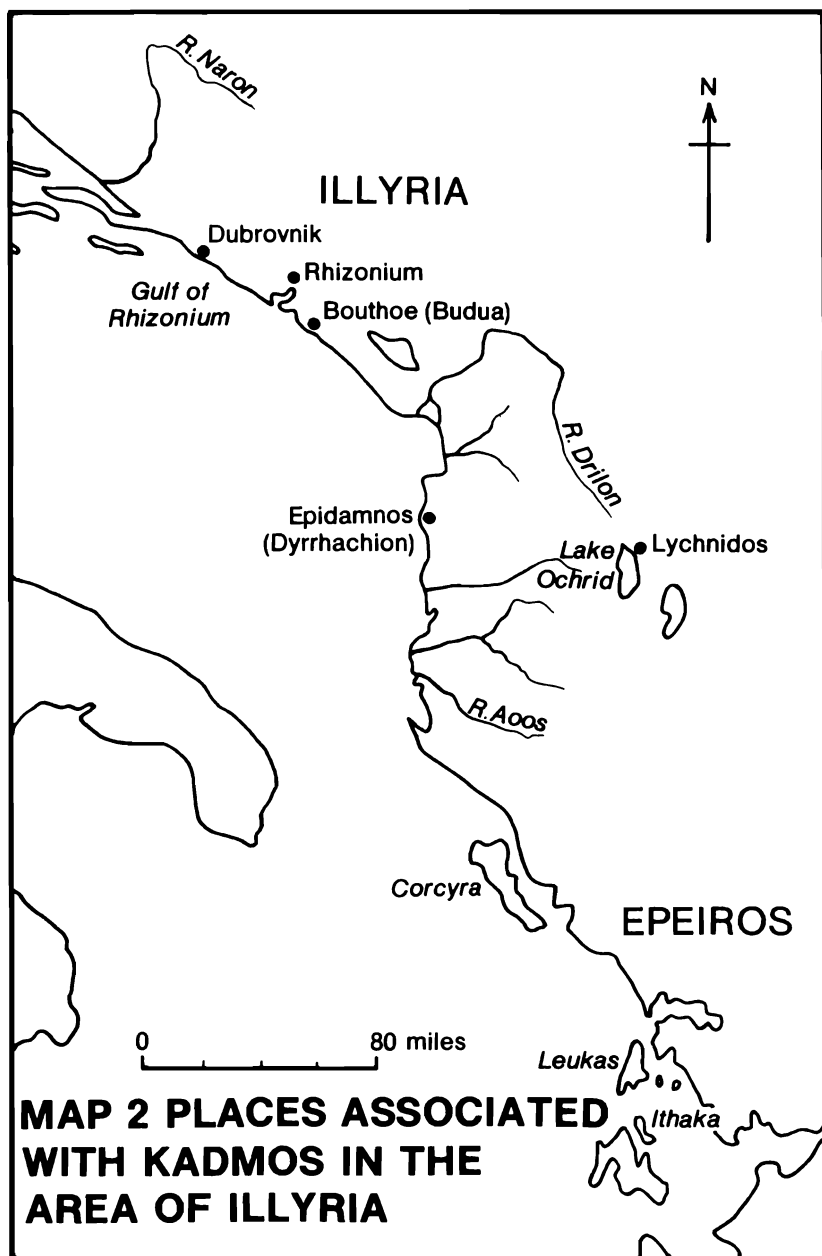 R. Naron
N
ILLYRIA
Dubrovnik
Rhizonium
Gulf of
Rhizonium
Bouthoe (Budua)
R. Drilon
Epidamnos
(Dyrrhachion)
Lake
Ochrid
Lychnidos
R. Aoos
Corcyra
EPEIROS
0 80 miles
Leukas
Ithaka
MAP 2 PLACES ASSOCIATED
WITH KADMOS IN THE
AREA OF ILLYRIA